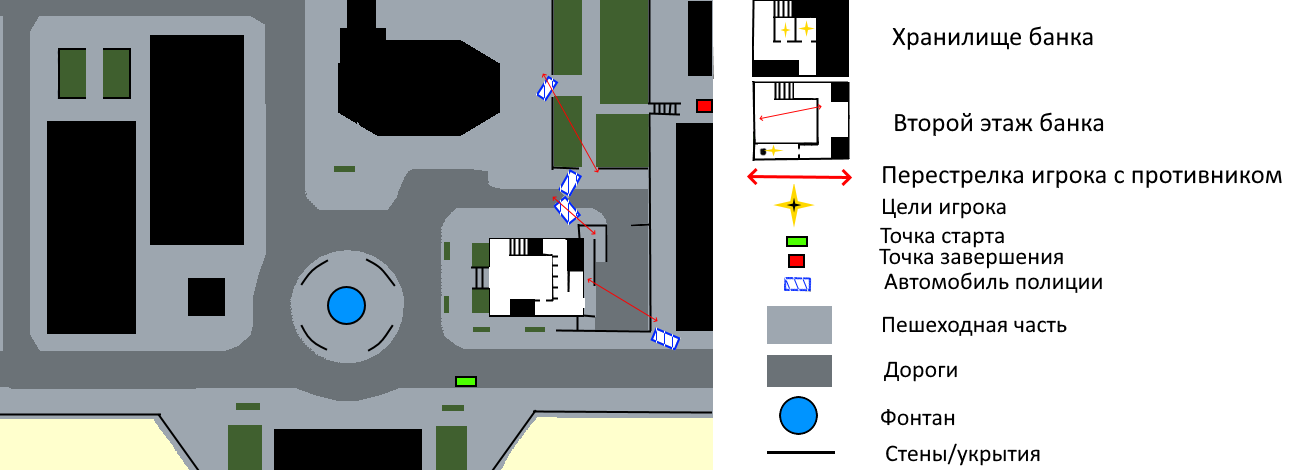 Хранилище банка
Второй этаж банка
Перестрелка игрока с противником
Цели игрока
Точка старта
Точка завершения
Автомобиль полиции
Пешеходная часть
Дороги
Фонтан
Стены/укрытия